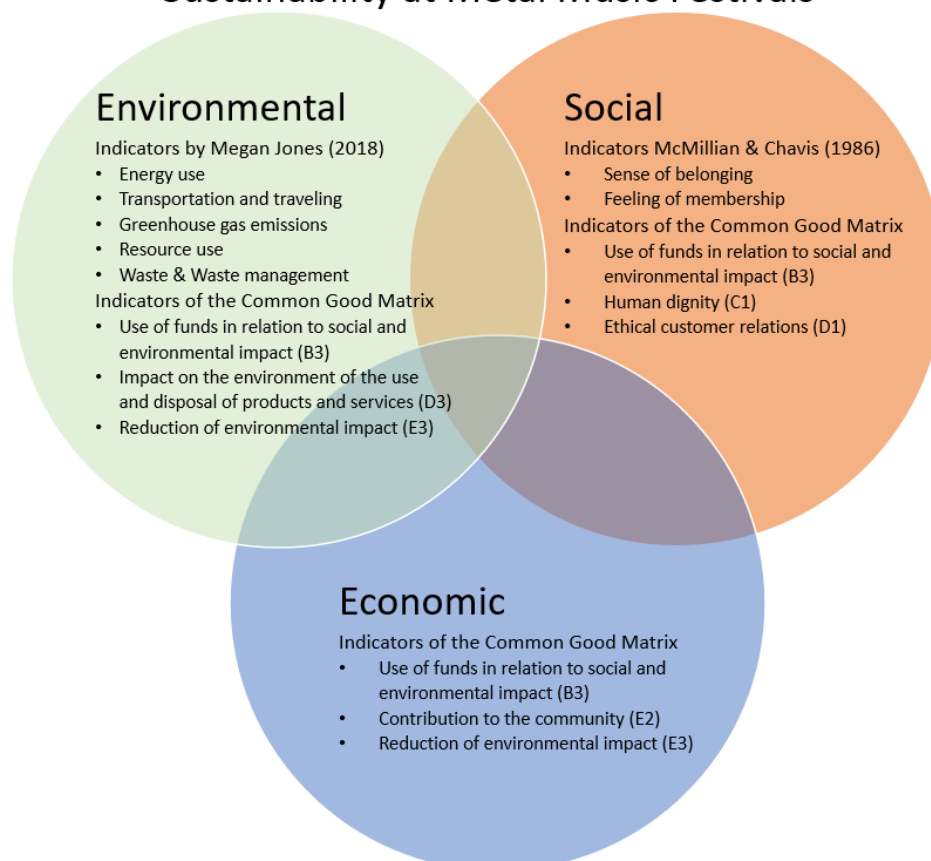 Sustainability at Metal Music Festivals
Environmental
Indicators by Megan Jones (2018)
• Energy use
• Transportation and traveling
• Greenhouse gas emissions
• Resource use
• Waste & Waste management
Indicators of the Common Good Matrix
• Use of funds in relation to social and
environmental impact (B3)
• Impact on the environment of the use
and disposal of products and services (D3)
• Reduction of environmental impact (E3)
Social
Indicators McMillian & Chavis (1986)
• Sense of belonging
• Feeling of membership
Indicators of the Common Good Matrix
• Use of funds in relation to social and
environmental impact (B3)
• Human dignity (C1)
• Ethical customer relations (D1)
Economic
Indicators of the Common Good Matrix
• Use of funds in relation to social and
environmental impact (B3)
• Contribution to the community (E2)
• Reduction of environmental impact (E3)